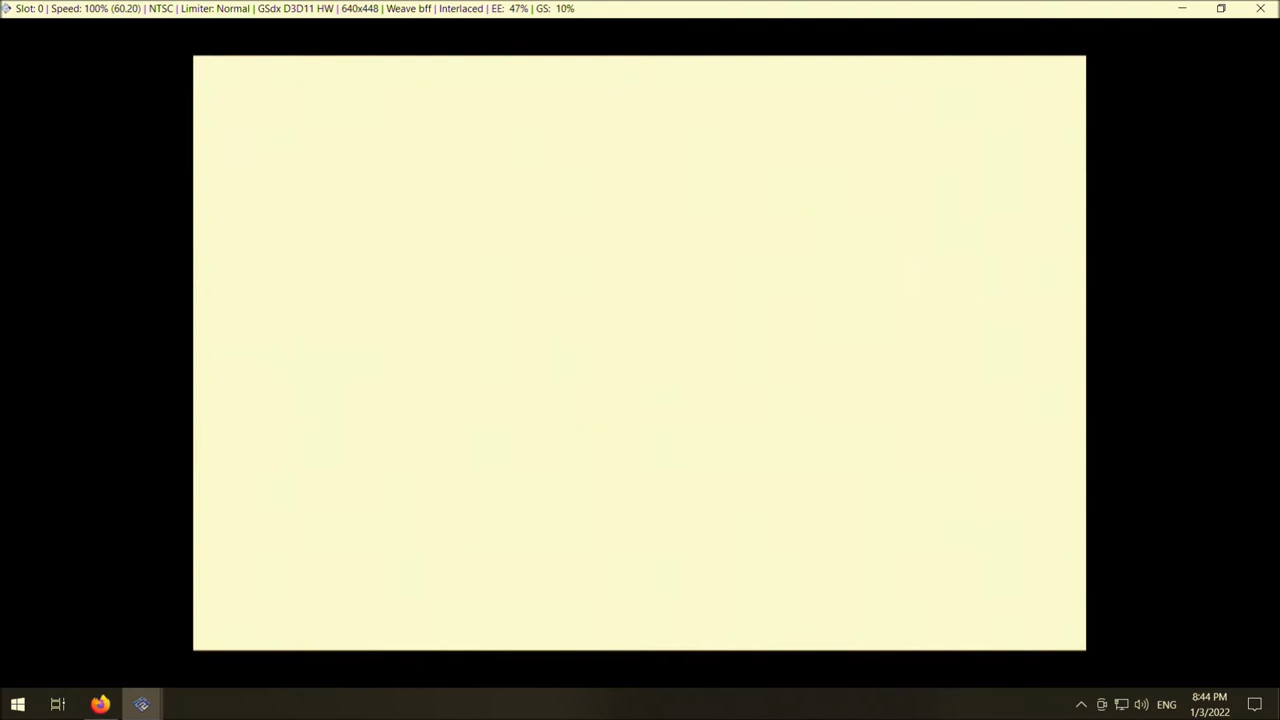 Slot: 0 | Speed: 100% (60.20) | NTSC | Limiter: Normal | GSdx D3D11 HW | 640x448 | Weave bff | Interlaced | EE: 47% | GS: 10%
ENG
8:44 PM
1/3/2022